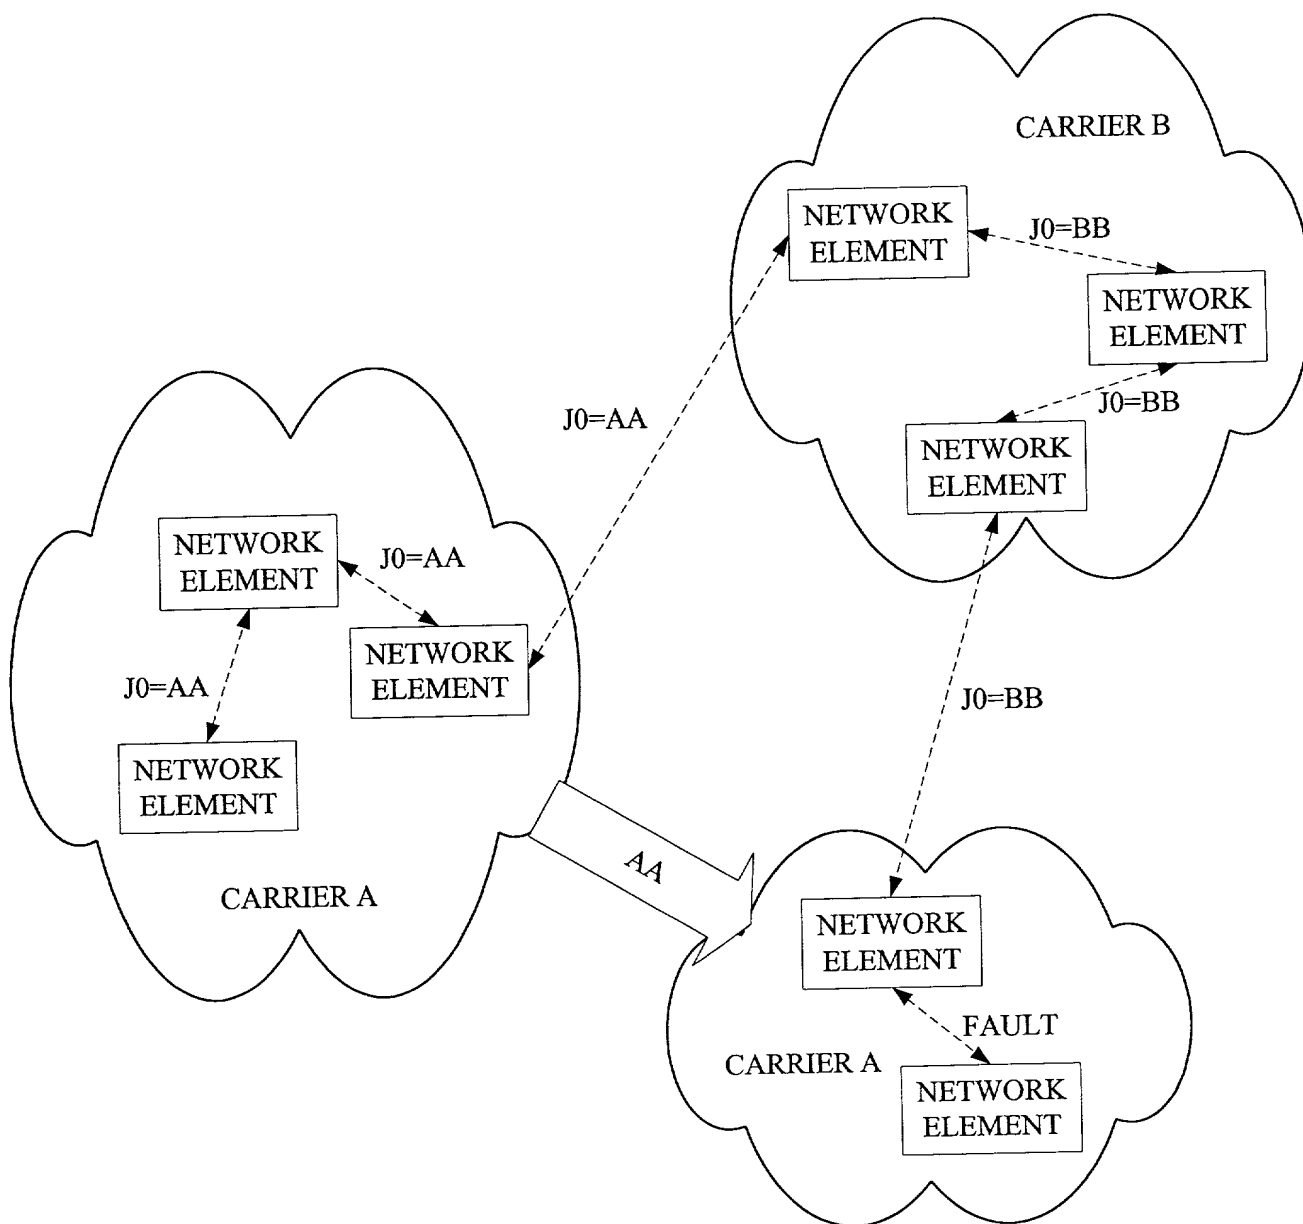 CARRIER B
NETWORK
ELEMENT
J0=BB
NETWORK
ELEMENT
J0=BB
NETWORK
ELEMENT
J0=AA
NETWORK
ELEMENT
J0=AA
NETWORK
ELEMENT
J0=AA
NETWORK
ELEMENT
CARRIER A
J0=BB
AA
NETWORK
ELEMENT
FAULT
CARRIER A
NETWORK
ELEMENT